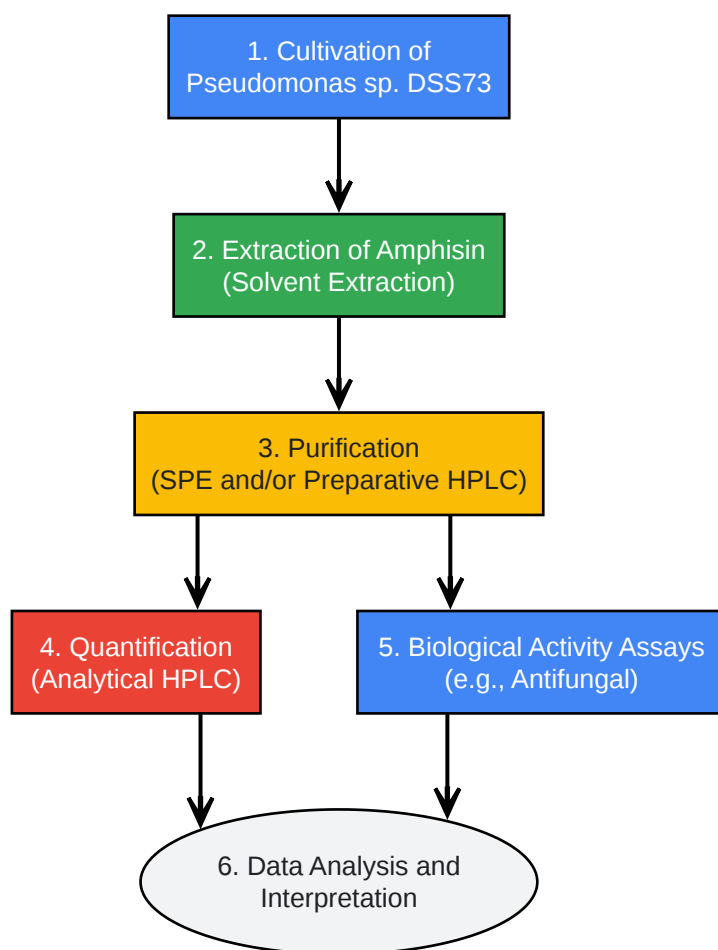 1. Cultivation of
Pseudomonas sp. DSS73
2. Extraction of Amphisin
(Solvent Extraction)
3. Purification
(SPE and/or Preparative HPLC)
4. Quantification
(Analytical HPLC)
5. Biological Activity Assays
(e.g., Antifungal)
6. Data Analysis and
Interpretation